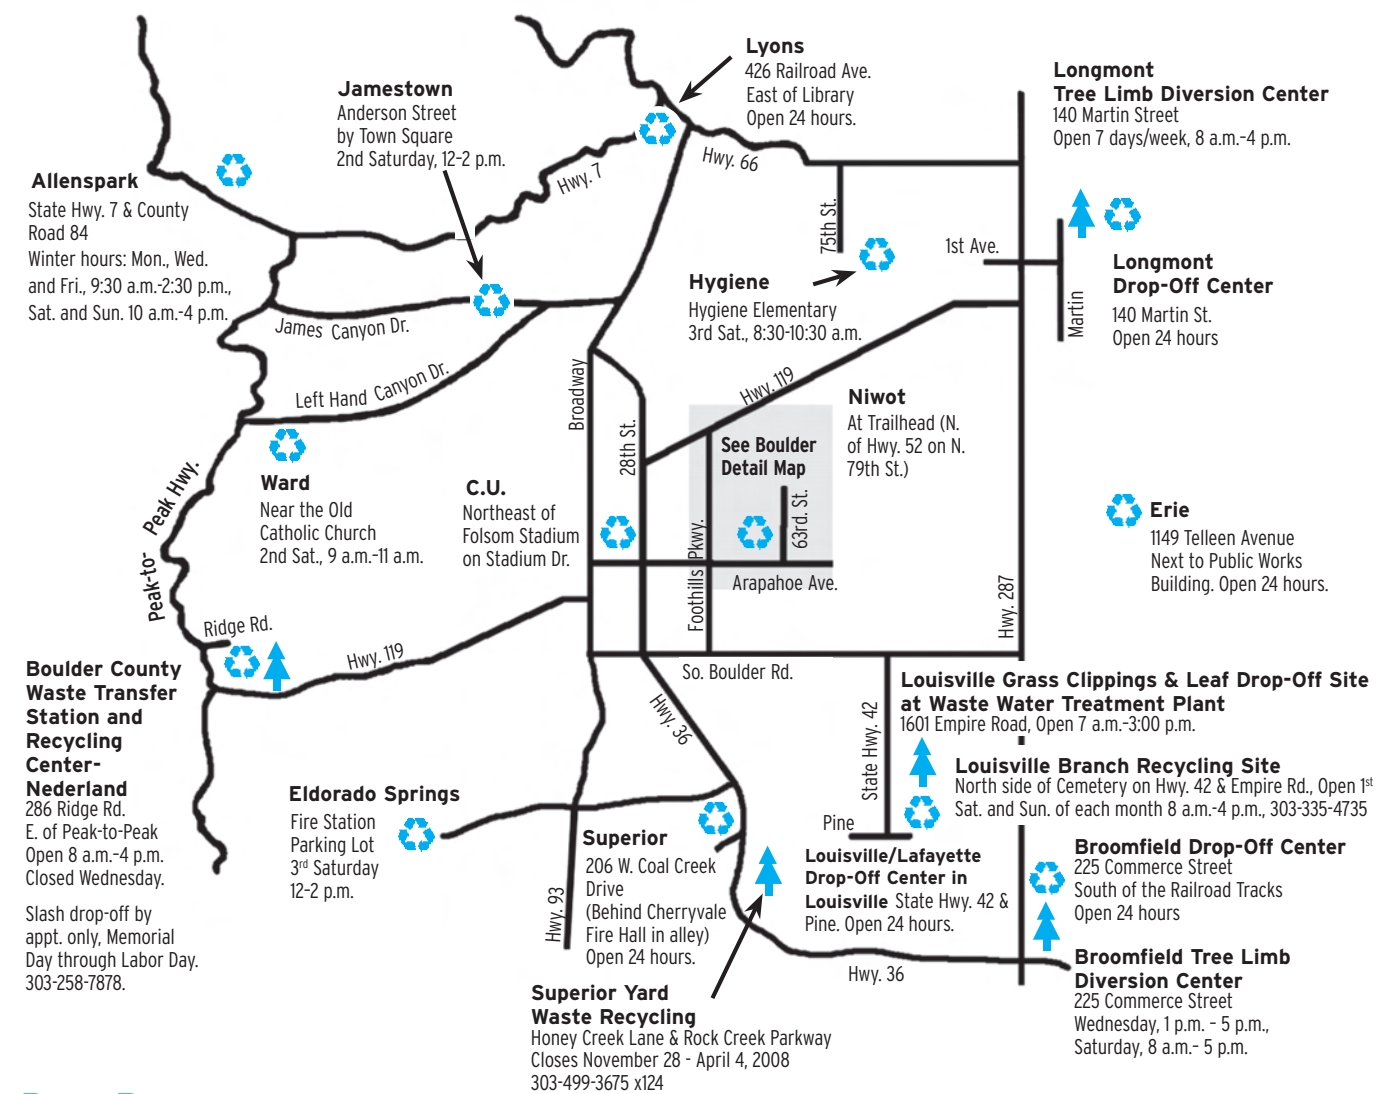 Lyons
426 Railroad Ave.
East of Library
Open 24 hours.
Longmont
Tree Limb Diversion Center
140 Martin Street
Open 7 days/week, 8 a.m.-4 p.m.
Jamestown
Anderson Street
by Town Square
2nd Saturday, 12-2 p.m.
Hwy. 66
Hwy. 7
Allenspark
State Hwy. 7 & County
Road 84
Winter hours: Mon., Wed.
and Fri., 9:30 a.m.-2:30 p.m.,
Sat. and Sun. 10 a.m.-4 p.m.
75th St.
1st Ave.
Martin
Longmont
Drop-Off Center
140 Martin St.
Open 24 hours
Hygiene
Hygiene Elementary
3rd Sat., 8:30-10:30 a.m.
James Canyon Dr.
Left Hand Canyon Dr.
Broadway
28th St.
Hwy. 119
Niwot
At Trailhead (N.
of Hwy. 52 on N.
79th St.)
See Boulder
Detail Map
63rd. St.
Foothills Pkwy.
Arapahoe Ave.
Peak-to- Peak Hwy.
Ward
Near the Old
Catholic Church
2nd Sat., 9 a.m.-11 a.m.
C.U.
Northeast of
Folsom Stadium
on Stadium Dr.
Erie
1149 Telleen Avenue
Next to Public Works
Building. Open 24 hours.
Hwy. 287
Ridge Rd.
Hwy. 119
So. Boulder Rd.
Hwy. 36
State Hwy. 42
Boulder County
Waste Transfer
Station and
Recycling
Center-
Nederland
286 Ridge Rd.
E. of Peak-to-Peak
Open 8 a.m.-4 p.m.
Closed Wednesday.
Slash drop-off by
appt. only, Memorial
Day through Labor Day.
303-258-7878.
Louisville Grass Clippings & Leaf Drop-Off Site
at Waste Water Treatment Plant
1601 Empire Road, Open 7 a.m.-3:00 p.m.
Louisville Branch Recycling Site
North side of Cemetery on Hwy. 42 & Empire Rd., Open 1st
Sat. and Sun. of each month 8 a.m.-4 p.m., 303-335-4735
Eldorado Springs
Fire Station
Parking Lot
3rd Saturday
12-2 p.m.
Hwy. 93
Superior
206 W. Coal Creek
Drive
(Behind Cherryvale
Fire Hall in alley)
Open 24 hours.
Pine
Louisville/Lafayette
Drop-Off Center in
Louisville State Hwy. 42 &
Pine. Open 24 hours.
Broomfield Drop-Off Center
225 Commerce Street
South of the Railroad Tracks
Open 24 hours
Hwy. 36
Broomfield Tree Limb
Diversion Center
225 Commerce Street
Wednesday, 1 p.m. - 5 p.m.,
Saturday, 8 a.m.- 5 p.m.
Superior Yard
Waste Recycling
Honey Creek Lane & Rock Creek Parkway
Closes November 28 - April 4, 2008
303-499-3675 x124